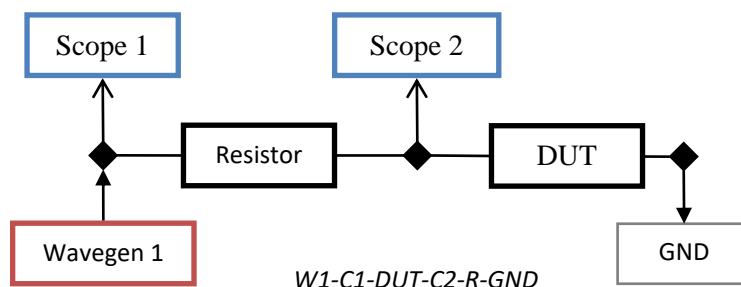 Scope 1
Scope 2
Resistor
DUT
Wavegen 1
GND
W1-C1-DUT-C2-R-GND